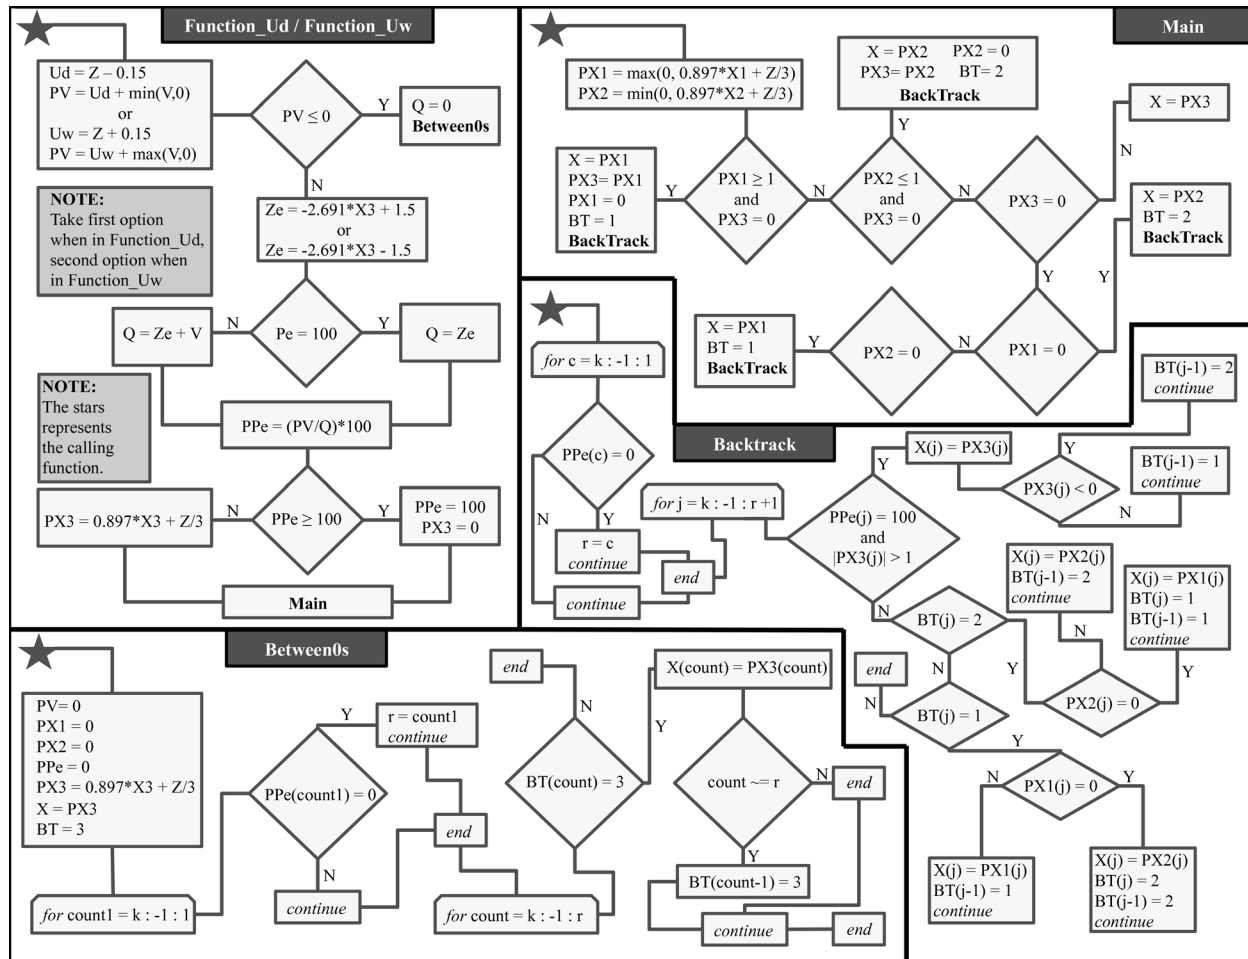 Function_Ud / Function_Uw
Ud = Z – 0.15
PV = Ud + min(V,0)
or
Uw = Z + 0.15
PV = Uw + max(V,0)
PV ≤ 0
Y
Q = 0
Between0s
N
NOTE:
Take first option
when in Function_Ud,
second option when
in Function_Uw
Ze = -2.691*X3 + 1.5
or
Ze = -2.691*X3 - 1.5
Q = Ze + V
N
Pe = 100
Y
Q = Ze
NOTE:
The stars
represents
the calling
function.
PPe = (PV/Q)*100
PX3 = 0.897*X3 + Z/3
N
PPe ≥ 100
Y
PPe = 100
PX3 = 0
Main
Main
PX1 = max(0, 0.897*X1 + Z/3)
PX2 = min(0, 0.897*X2 + Z/3)
X = PX2 PX2 = 0
PX3= PX2 BT= 2
BackTrack
Y
X = PX3
N
X = PX1
PX3= PX1
PX1 = 0
BT = 1
BackTrack
Y
PX1 ≥ 1
and
PX3 = 0
N
PX2 ≤ 1
and
PX3 = 0
N
PX3 = 0
X = PX2
BT = 2
BackTrack
Y
Y
X = PX1
BT = 1
BackTrack
Y
PX2 = 0
N
PX1 = 0
Backtrack
for c = k : -1 : 1
PPe(c) = 0
N
Y
r = c
continue
end
continue
for j = k : -1 : r +1
PPe(j) = 100
and
|PX3(j)| > 1
Y
X(j) = PX3(j)
PX3(j) < 0
Y
BT(j-1) = 2
continue
N
BT(j-1) = 1
continue
N
BT(j) = 2
X(j) = PX2(j)
BT(j-1) = 2
continue
X(j) = PX1(j)
BT(j) = 1
BT(j-1) = 1
continue
N
Y
Y
PX2(j) = 0
N
end
N
BT(j) = 1
Y
N
PX1(j) = 0
Y
X(j) = PX1(j)
BT(j-1) = 1
continue
X(j) = PX2(j)
BT(j) = 2
BT(j-1) = 2
continue
Between0s
PV= 0
PX1 = 0
PX2 = 0
PPe = 0
PX3 = 0.897*X3 + Z/3
X = PX3
BT = 3
for count1 = k : -1 : 1
PPe(count1) = 0
Y
r = count1
continue
N
continue
end
for count = k : -1 : r
end
N
BT(count) = 3
Y
X(count) = PX3(count)
count ~= r
N
end
Y
BT(count-1) = 3
continue
end